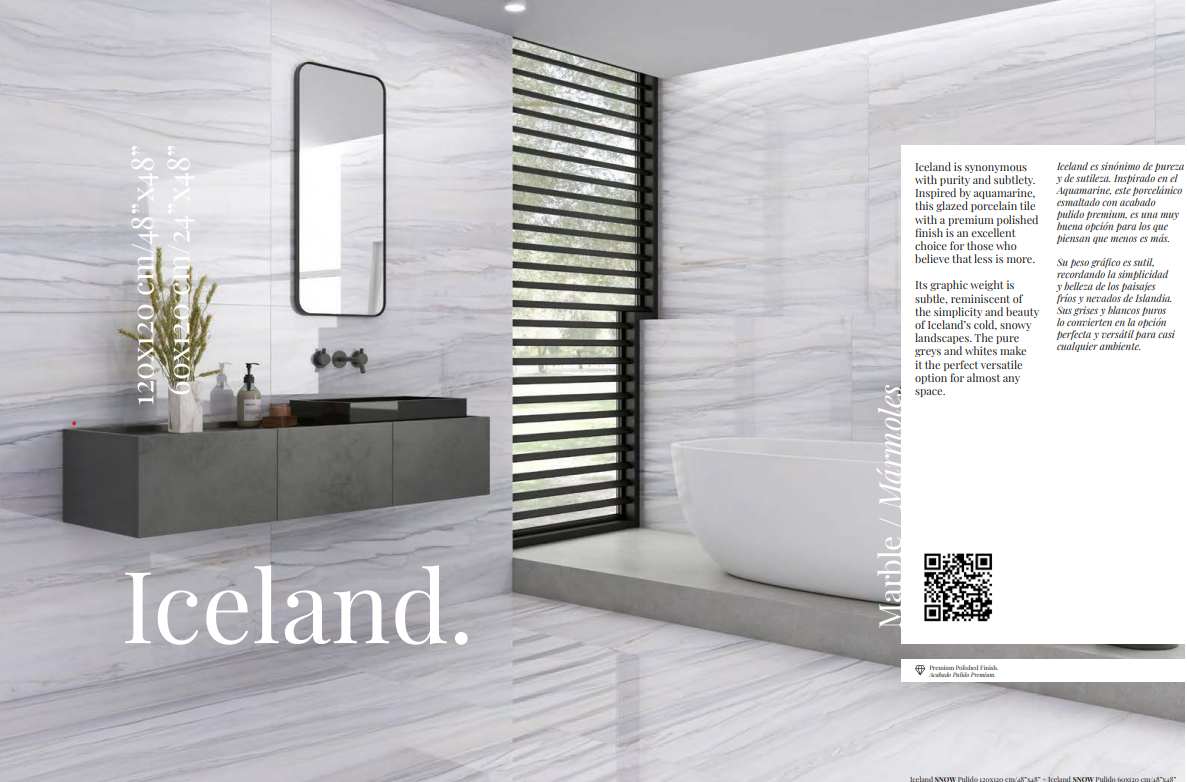 120x120 cm/48”x48”
60x120 cm/24”x48”
Iceland.
Marble / Mármoles
Iceland is synonymous
with purity and subtlety.
Inspired by aquamarine,
this glazed porcelain tile
with a premium polished
finish is an excellent
choice for those who
believe that less is more.
Its graphic weight is
subtle, reminiscent of
the simplicity and beauty
of Iceland’s cold, snowy
landscapes. The pure
greys and whites make
it the perfect versatile
option for almost any
space.
Iceland es sinónimo de pureza
y de sutileza. Inspirado en el
Aquamarine, este porcelánico
esmaltado con acabado
pulido premium, es una muy
buena opción para los que
piensan que menos es más.
Su peso gráfico es sutil,
recordando la simplicidad
y belleza de los paisajes
fríos y nevados de Islandia.
Sus grises y blancos puros
lo convierten en la opción
perfecta y versátil para casi
cualquier ambiente.
Premium Polished Finish.
Acabado Pulido Premium.
Iceland SNOW Pulido 120x120 cm/48”x48” - Iceland SNOW Pulido 60x120 cm/48”x48”